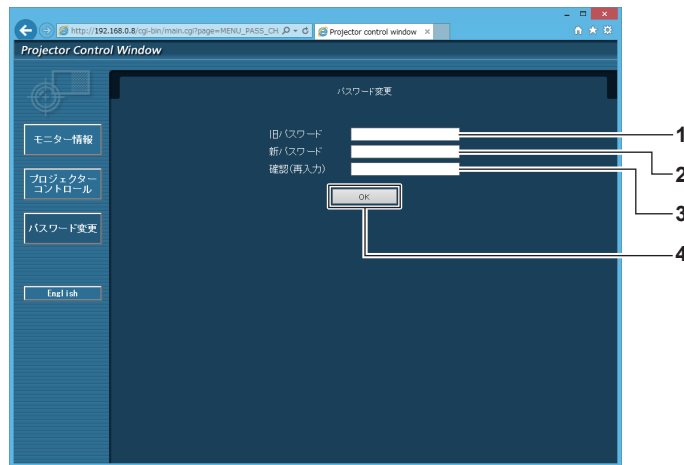 http://192.168.0.8/cgi-bin/main.cgi?page=MENU_PASS_CH
Projector control window
Projector Control Window
パスワード変更
旧パスワード
1
モニター情報
新パスワード
2
確認(再入力)
プロジェクター
コントロール
OK
3
パスワード変更
4
English